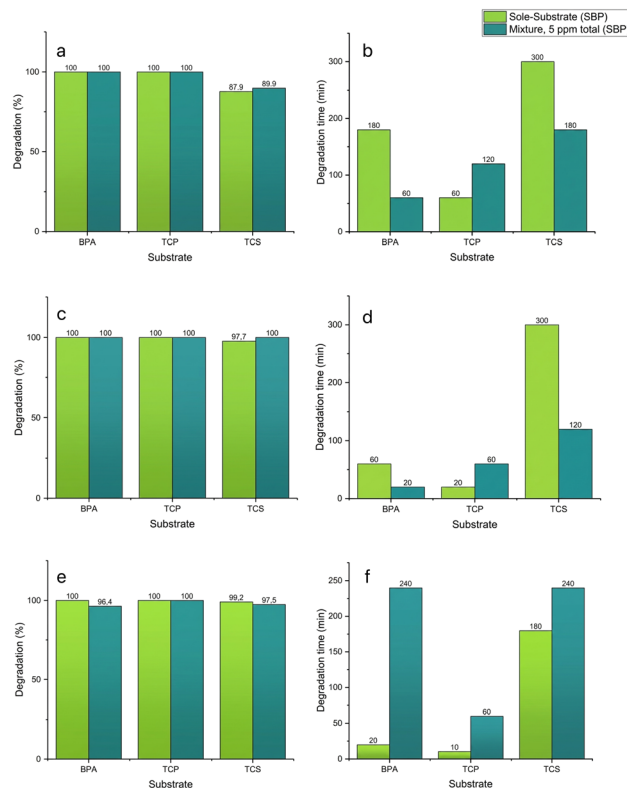 Sole-Substrate (SBP)
Mixture, 5 ppm total (SBP
a
100 100 100 100 87,9 89,9
100
50
0
Degradation (%)
BPA TCP TCS
Substrate
b
180 60 60 120 300 180
300
200
100
0
Degradation time (min)
BPA TCP TCS
Substrate
c
100 100 100 100 97,7 100
100
50
0
Degradation (%)
BPA TCP TCS
Substrate
d
60 20 20 60 300 120
300
200
100
0
Degradation time (min)
BPA TCP TCS
Substrate
e
100 96,4 100 100 99,2 97,5
100
50
0
Degradation (%)
BPA TCP TCS
Substrate
f
20 240 10 60 180 240
250
200
150
100
50
0
Degradation time (min)
BPA TCP TCS
Substrate